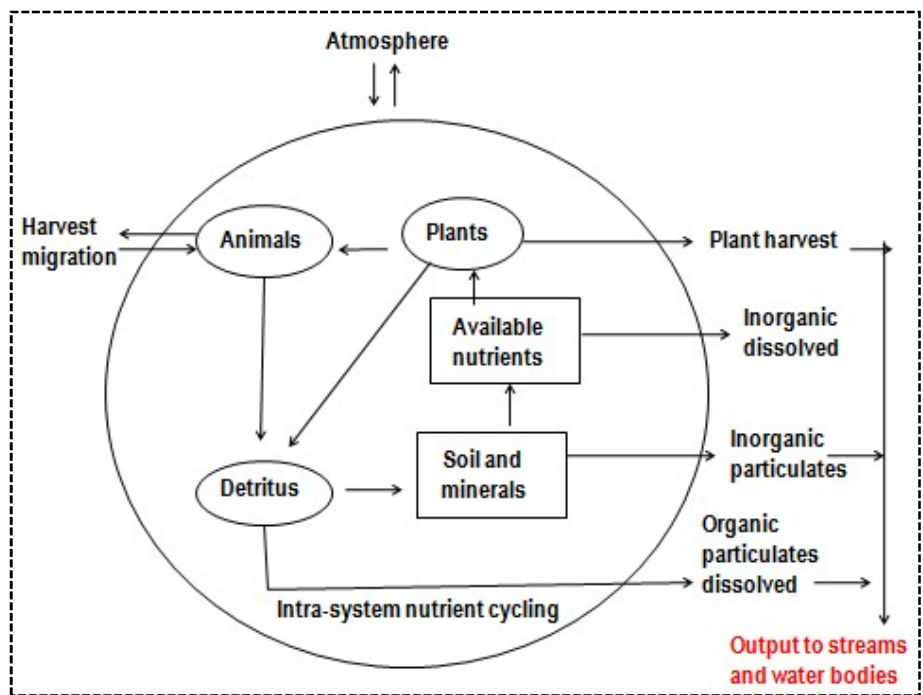 Atmosphere
Harvest
migration
Animals
Plants
Plant harvest
Available
nutrients
Inorganic
dissolved
Soil and
minerals
Inorganic
particulates
Detritus
Organic
particulates
dissolved
Intra-system nutrient cycling
Output to streams
and water bodies